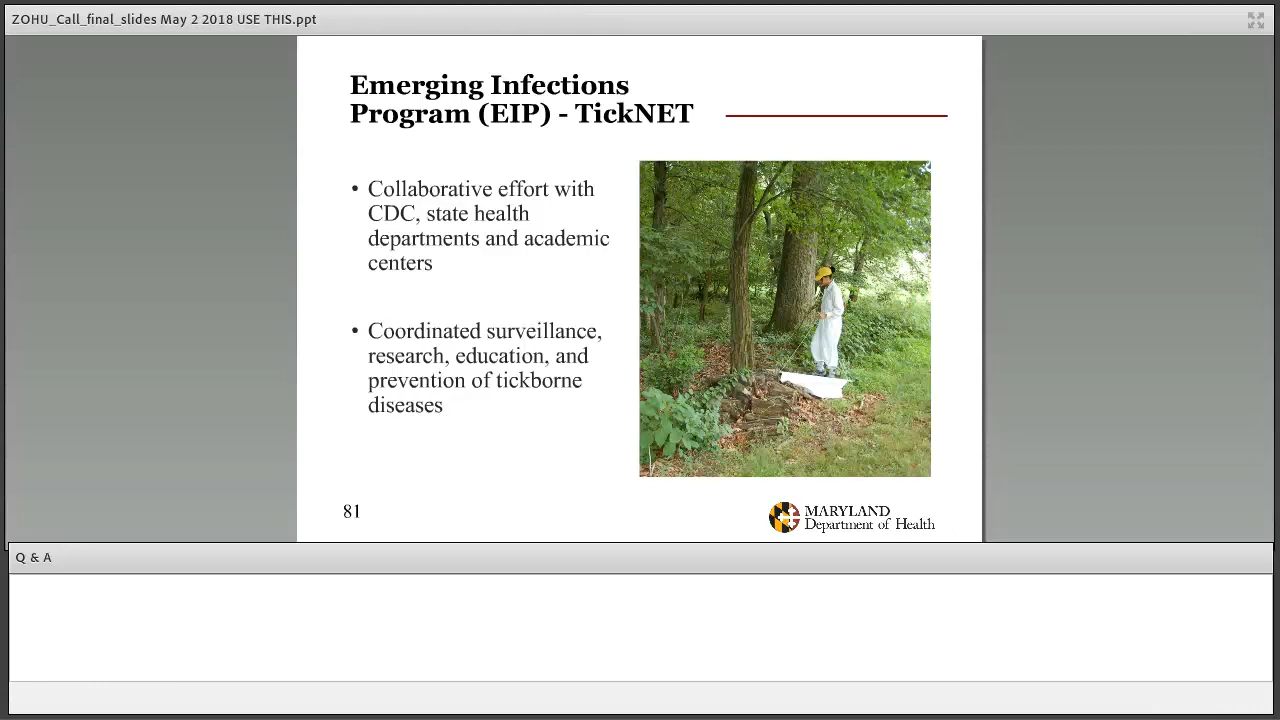 ZOHU_Call_final_slides May 2 2018 USE THIS.ppt
Emerging Infections
Program (EIP) - TickNET
• Collaborative effort with
CDC, state health
departments and academic
centers
• Coordinated surveillance,
research, education, and
prevention of tickborne
diseases
81
MARYLAND
Department of Health
Q & A